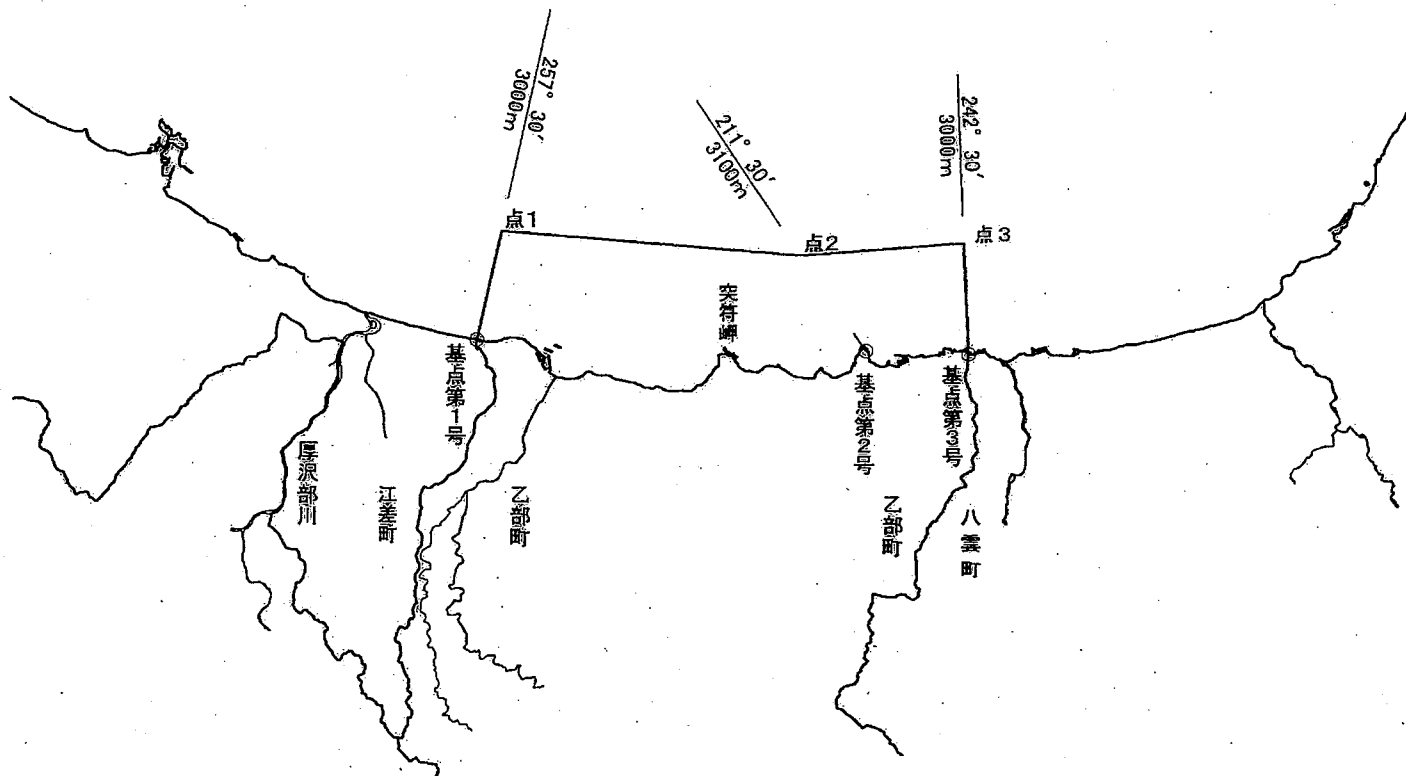 257° 30′
3000m
211° 30′
3100m
242° 30′
3000m
点1
点2
点3
突符岬
基点第1号
基点第2号
基点第3号
厚沢部川
江差町
乙部町
乙部町
八雲町